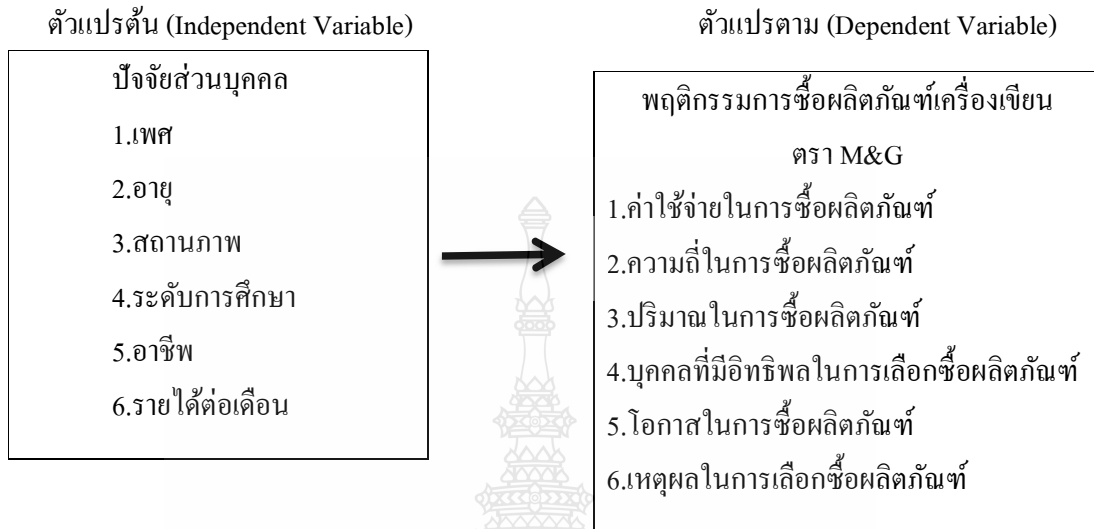 ตัวแปรต้น (Independent Variable)
ปัจจัยส่วนบุคคล
1.เพศ
2.อายุ
3.สถานภาพ
4.ระดับการศึกษา
5.อาชีพ
6.รายได้ต่อเดือน
ตัวแปรตาม (Dependent Variable)
พฤติกรรมการซื้อผลิตภัณฑ์เครื่องเขียน
ตรา M&G
1.ค่าใช้จ่ายในการซื้อผลิตภัณฑ์
2.ความถี่ในการซื้อผลิตภัณฑ์
3.ปริมาณในการซื้อผลิตภัณฑ์
4.บุคคลที่มีอิทธิพลในการเลือกซื้อผลิตภัณฑ์
5.โอกาสในการซื้อผลิตภัณฑ์
6.เหตุผลในการเลือกซื้อผลิตภัณฑ์